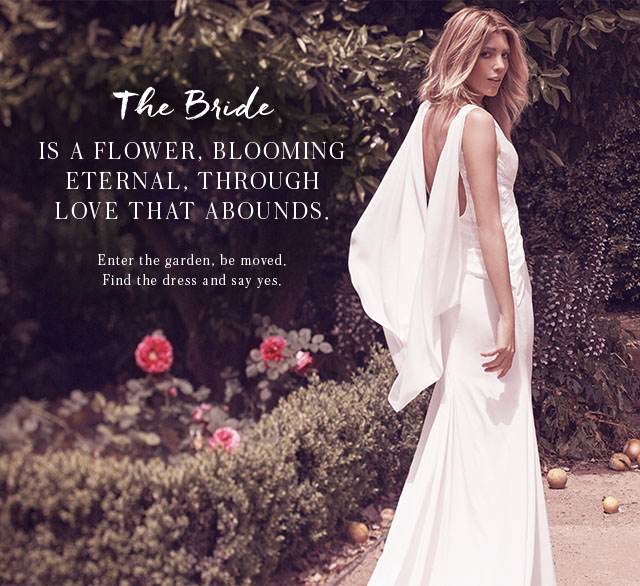 The Bride
IS A FLOWER, BLOOMING
ETERNAL, THROUGH
LOVE THAT ABOUNDS.
Enter the garden, be moved.
Find the dress and say yes.